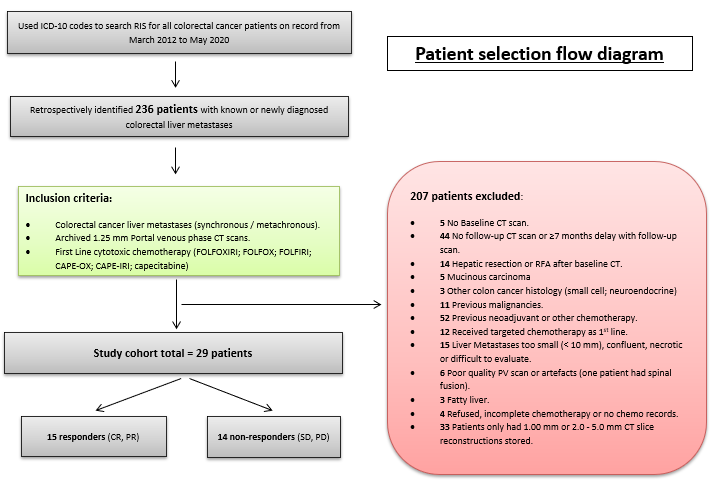 Used ICD-10 codes to search RIS for all colorectal cancer patients on record from
March 2012 to May 2020
Patient selection flow diagram
Retrospectively identified 236 patients with known or newly diagnosed
colorectal liver metastases
Inclusion criteria:
• Colorectal cancer liver metastases (synchronous / metachronous).
• Archived 1.25 mm Portal venous phase CT scans.
• First Line cytotoxic chemotherapy (FOLFOXIRI; FOLFOX; FOLFIRI;
CAPE-OX; CAPE-IRI; capecitabine)
207 patients excluded:
• 5 No Baseline CT scan.
• 44 No follow-up CT scan or ≥7 months delay with follow-up
scan.
• 14 Hepatic resection or RFA after baseline CT.
• 5 Mucinous carcinoma
• 3 Other colon cancer histology (small cell; neuroendocrine)
• 11 Previous malignancies.
• 52 Previous neoadjuvant or other chemotherapy.
• 12 Received targeted chemotherapy as 1st line.
• 15 Liver Metastases too small (< 10 mm), confluent, necrotic
or difficult to evaluate.
• 6 Poor quality PV scan or artefacts (one patient had spinal
fusion).
• 3 Fatty liver.
• 4 Refused, incomplete chemotherapy or no chemo records.
• 33 Patients only had 1.00 mm or 2.0 - 5.0 mm CT slice
reconstructions stored.
Study cohort total = 29 patients
15 responders (CR, PR)
14 non-responders (SD, PD)